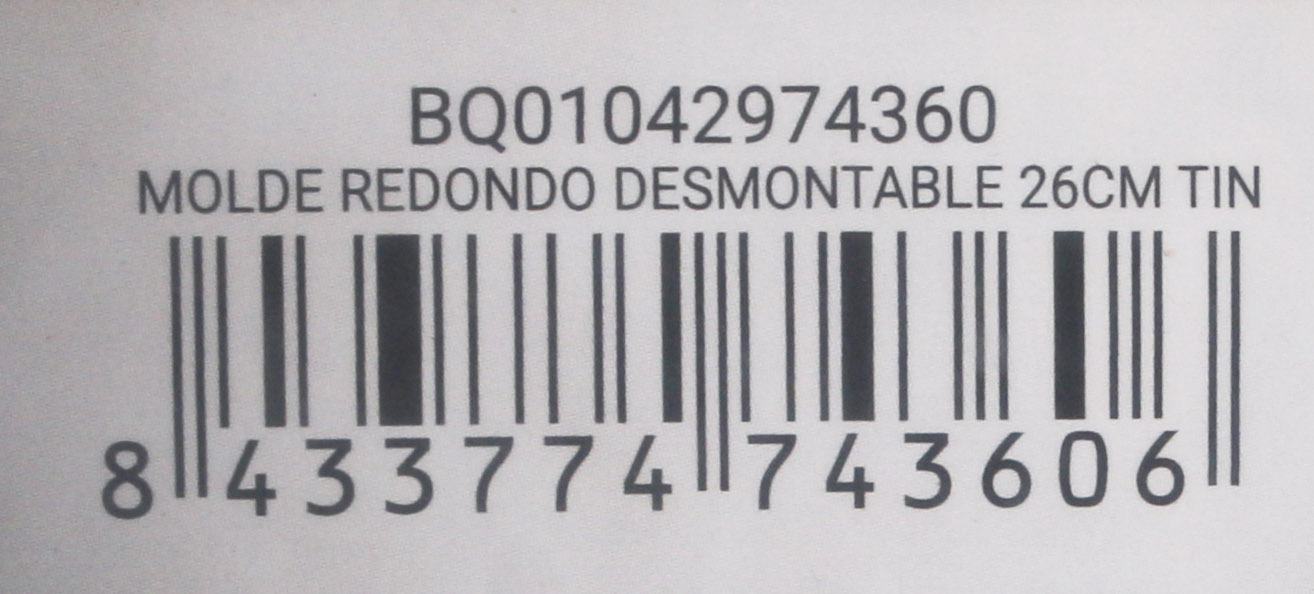 BQ01042974360
MOLDE REDONDO DESMONTABLE 26CM TIN
8 433774 743606